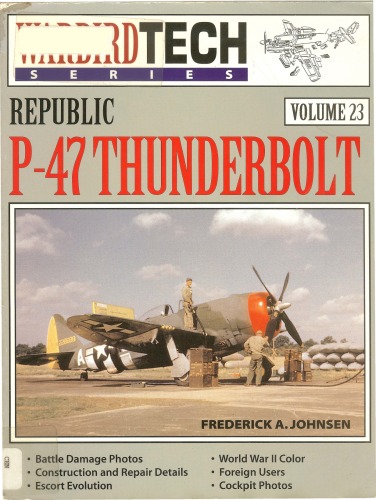 WARBIRDTECH
SERIES
REPUBLIC
VOLUME 23
P-47 THUNDERBOLT
FREDERICK A. JOHNSEN
• Battle Damage Photos
• Construction and Repair Details
• Escort Evolution
• World War II Color
• Foreign Users
• Cockpit Photos